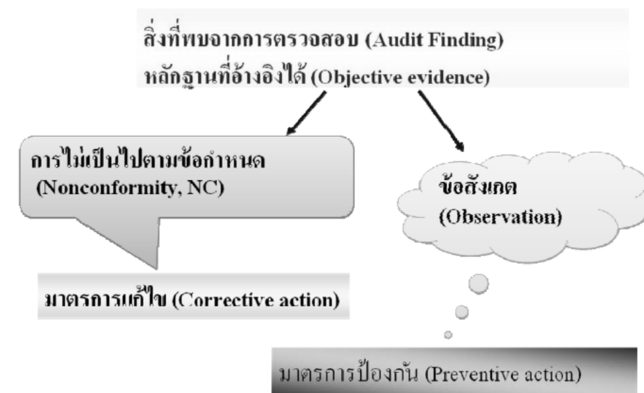 สิ่งที่พบจากการตรวจสอบ (Audit Finding)
หลักฐานที่อ้างอิงได้ (Objective evidence)
การไม่เป็นไปตามข้อกำหนด
(Nonconformity, NC)
ข้อสังเกต
(Observation)
มาตรการแก้ไข (Corrective action)
มาตรการป้องกัน (Preventive action)